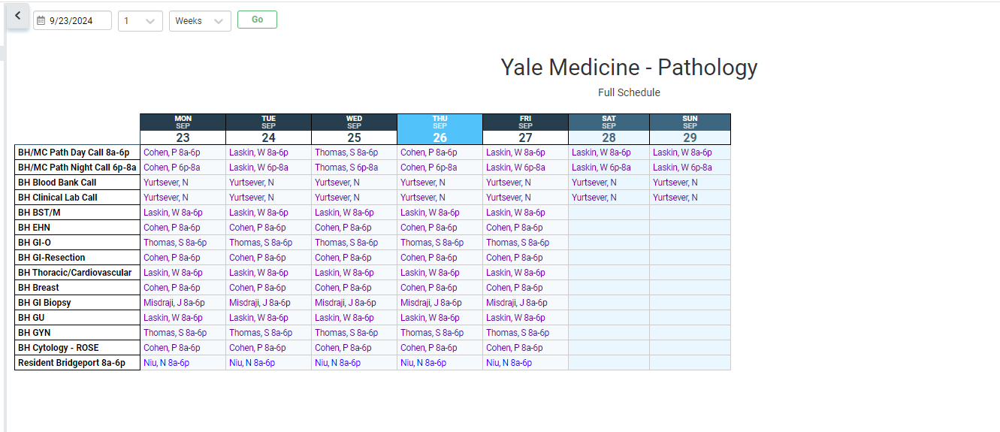 9/23/2024 1 Weeks Go
Yale Medicine - Pathology
Full Schedule
MON TUE WED THU FRI SAT SUN
SEP SEP SEP SEP SEP SEP SEP
23 24 25 26 27 28 29
BH/MC Path Day Call 8a-6p Cohen, P 8a-6p Laskin, W 8a-6p Thomas, S 8a-6p Cohen, P 8a-6p Laskin, W 8a-6p Laskin, W 8a-6p Laskin, W 8a-6p
BH/MC Path Night Call 6p-8a Cohen, P 6p-8a Laskin, W 6p-8a Thomas, S 6p-8a Cohen, P 6p-8a Laskin, W 6p-8a Laskin, W 6p-8a Laskin, W 6p-8a
BH Blood Bank Call Yurtsever, N Yurtsever, N Yurtsever, N Yurtsever, N Yurtsever, N Yurtsever, N Yurtsever, N
BH Clinical Lab Call Yurtsever, N Yurtsever, N Yurtsever, N Yurtsever, N Yurtsever, N Yurtsever, N Yurtsever, N
BH BST/M Laskin, W 8a-6p Laskin, W 8a-6p Laskin, W 8a-6p Laskin, W 8a-6p Laskin, W 8a-6p
BH EHN Cohen, P 8a-6p Cohen, P 8a-6p Cohen, P 8a-6p Cohen, P 8a-6p Cohen, P 8a-6p
BH GI-O Thomas, S 8a-6p Thomas, S 8a-6p Thomas, S 8a-6p Thomas, S 8a-6p Thomas, S 8a-6p
BH GI-Resection Cohen, P 8a-6p Cohen, P 8a-6p Cohen, P 8a-6p Cohen, P 8a-6p Cohen, P 8a-6p
BH Thoracic/Cardiovascular Laskin, W 8a-6p Laskin, W 8a-6p Laskin, W 8a-6p Laskin, W 8a-6p Laskin, W 8a-6p
BH Breast Cohen, P 8a-6p Cohen, P 8a-6p Cohen, P 8a-6p Cohen, P 8a-6p Cohen, P 8a-6p
BH GI Biopsy Misdraji, J 8a-6p Misdraji, J 8a-6p Misdraji, J 8a-6p Misdraji, J 8a-6p Misdraji, J 8a-6p
BH GU Laskin, W 8a-6p Laskin, W 8a-6p Laskin, W 8a-6p Laskin, W 8a-6p Laskin, W 8a-6p
BH GYN Thomas, S 8a-6p Thomas, S 8a-6p Thomas, S 8a-6p Thomas, S 8a-6p Thomas, S 8a-6p
BH Cytology - ROSE Cohen, P 8a-6p Cohen, P 8a-6p Cohen, P 8a-6p Cohen, P 8a-6p Cohen, P 8a-6p
Resident Bridgeport 8a-6p Niu, N 8a-6p Niu, N 8a-6p Niu, N 8a-6p Niu, N 8a-6p Niu, N 8a-6p